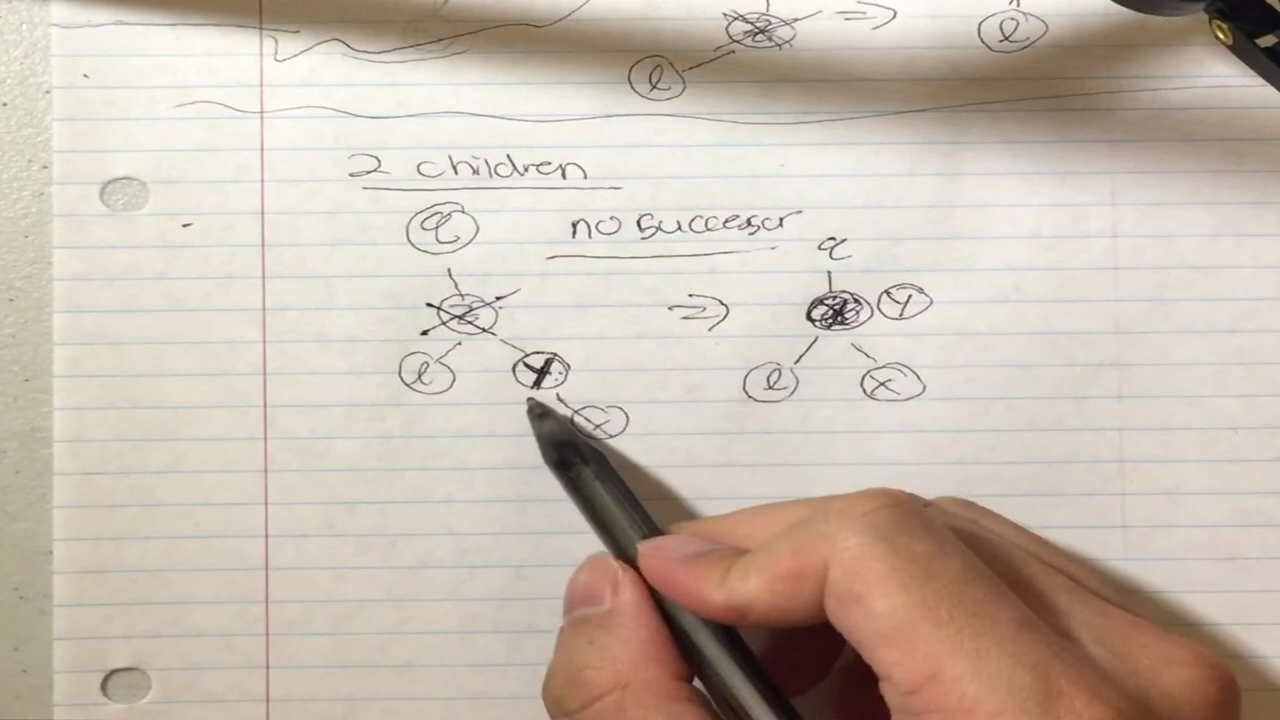 l l
2 children
q no successor q
z => y
l y l x
x